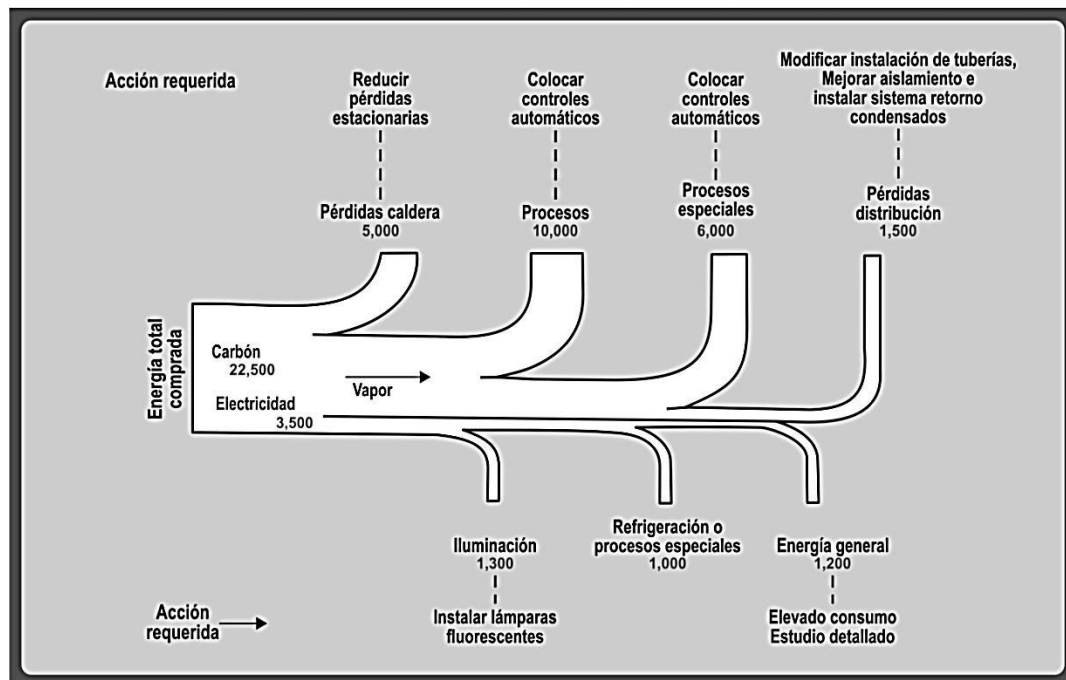 Acción requerida
Reducir
pérdidas
estacionarias
Colocar
controles
automáticos
Colocar
controles
automáticos
Modificar instalación de tuberías,
Mejorar aislamiento e
instalar sistema retorno
condensados
Pérdidas caldera
5,000
Procesos
10,000
Procesos
especiales
6,000
Pérdidas
distribución
1,500
Energía total
comprada
Carbón
22,500
Vapor
Electricidad
3,500
Iluminación
1,300
Refrigeración o
procesos especiales
1,000
Energía general
1,200
Acción
requerida
Instalar lámparas
fluorescentes
Elevado consumo
Estudio detallado